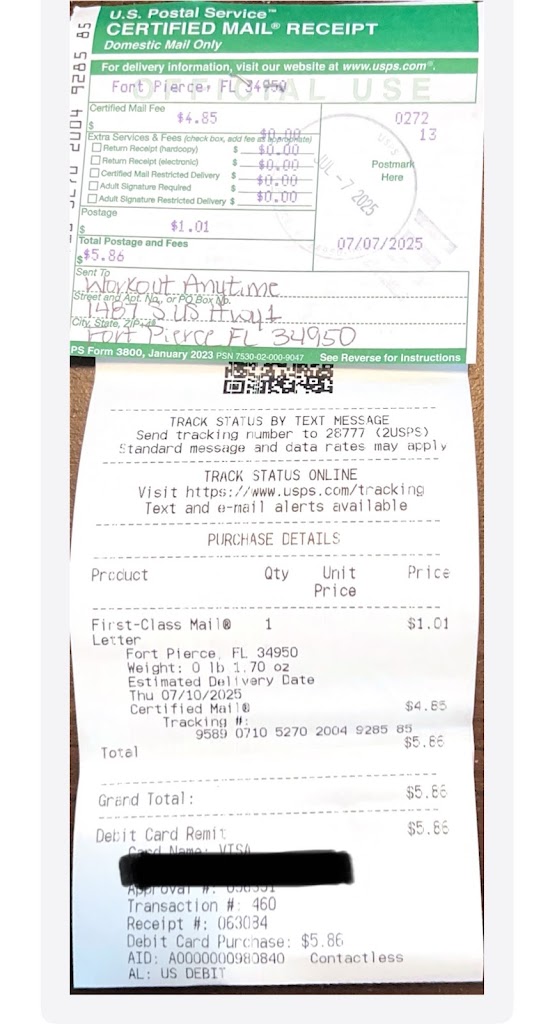 U.S. Postal Service™
CERTIFIED MAIL® RECEIPT
Domestic Mail Only
For delivery information, visit our website at www.usps.com®.
OFFICIAL USE
Fort Pierce, FL 34950
Certified Mail Fee
$ $4.85
0272
13
Extra Services & Fees (check box, add fee as appropriate)
$0.00
Return Receipt (hardcopy) $ $0.00
Return Receipt (electronic) $ $0.00
Certified Mail Restricted Delivery $ $0.00
Adult Signature Required $
Adult Signature Restricted Delivery $ $0.00
Postmark
Here
JUL -7 2025
USPS
Postage
$ $1.01
Total Postage and Fees
$ $5.86
07/07/2025
Sent To
Workout Anytime
Street and Apt. No., or PO Box No.
1487 S US Hwy 1
City, State, ZIP+4®
Fort Pierce FL 34950
PS Form 3800, January 2023 PSN 7530-02-000-9047 See Reverse for Instructions
2004 9285 85
TRACK STATUS BY TEXT MESSAGE
Send tracking number to 28777 (2USPS)
Standard message and data rates may apply
TRACK STATUS ONLINE
Visit https://www.usps.com/tracking
Text and e-mail alerts available
PURCHASE DETAILS
Product Qty Unit Price
Price
First-Class Mail® 1 $1.01
Letter
Fort Pierce, FL 34950
Weight: 0 lb 1.70 oz
Estimated Delivery Date
Thu 07/10/2025
Certified Mail® $4.85
Tracking #:
9589 0710 5270 2004 9285 85
Total $5.86
Grand Total: $5.86
Debit Card Remit $5.86
Card Name: VISA
Approval #:
Transaction #: 460
Receipt #: 063034
Debit Card Purchase: $5.86
AID: A0000000980840 Contactless
AL: US DEBIT